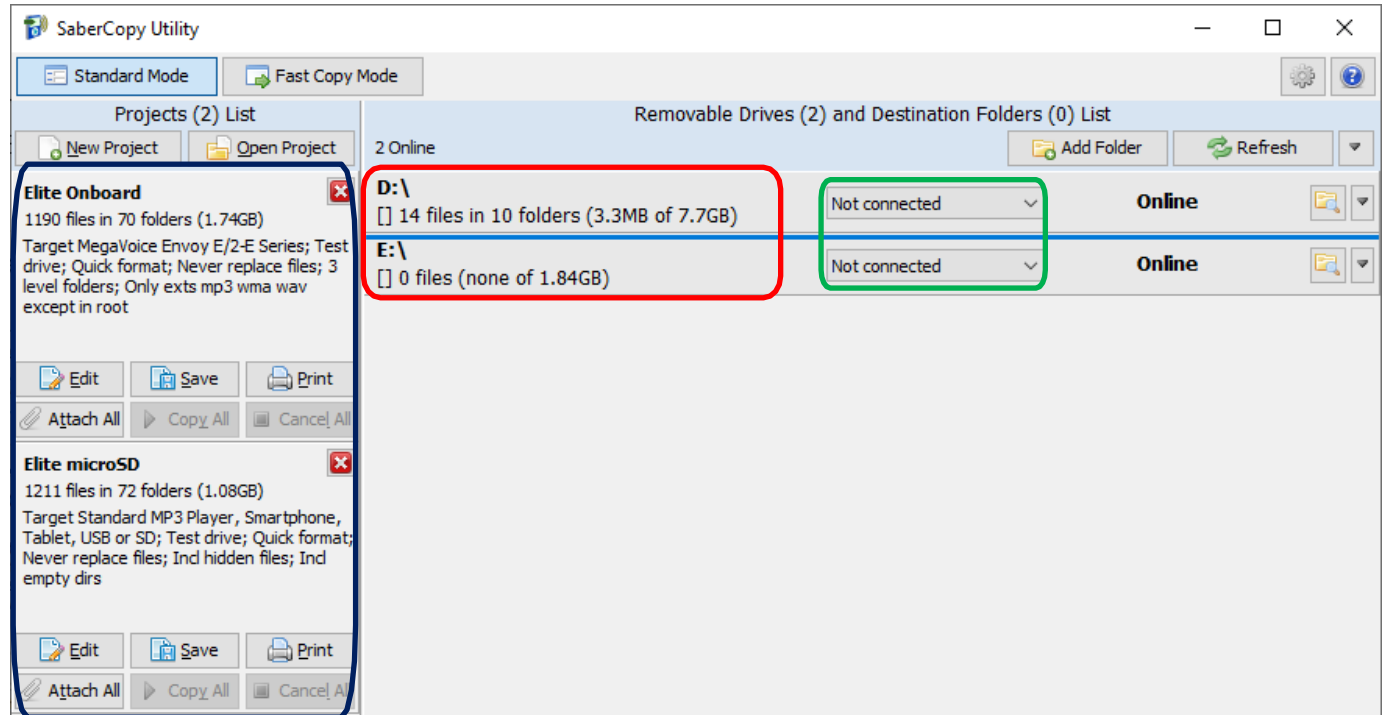 SaberCopy Utility
Standard Mode
Fast Copy Mode
Projects (2) List
Removable Drives (2) and Destination Folders (0) List
New Project
Open Project
2 Online
Add Folder
Refresh
Elite Onboard
1190 files in 70 folders (1.74GB)
Target MegaVoice Envoy E/2-E Series; Test
drive; Quick format; Never replace files; 3
level folders; Only exts mp3 wma wav
except in root
Edit
Save
Print
Attach All
Copy All
Cancel All
Elite microSD
1211 files in 72 folders (1.08GB)
Target Standard MP3 Player, Smartphone,
Tablet, USB or SD; Test drive; Quick format;
Never replace files; Incl hidden files; Incl
empty dirs
Edit
Save
Print
Attach All
Copy All
Cancel All
D:\
[] 14 files in 10 folders (3.3MB of 7.7GB)
Not connected
Online
E:\
[] 0 files (none of 1.84GB)
Not connected
Online